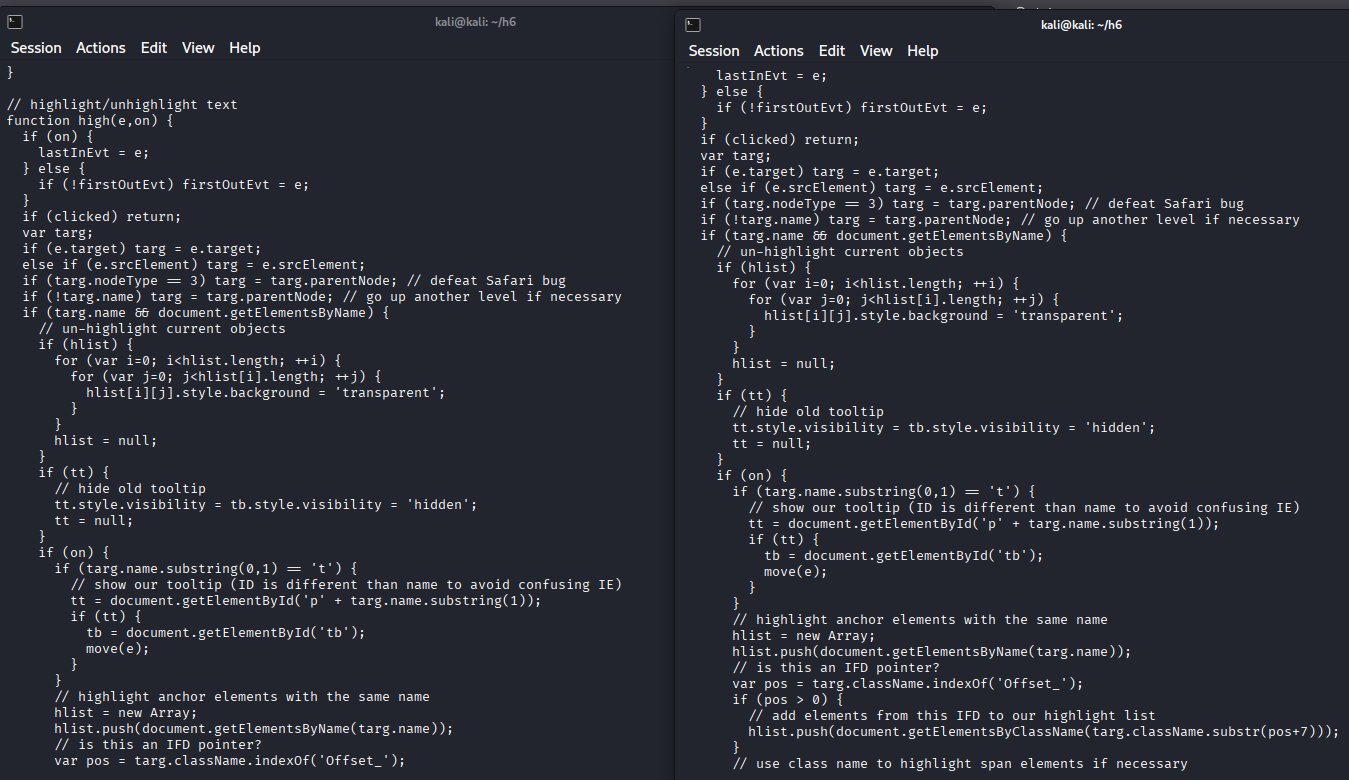 kali@kali: ~/h6
Session Actions Edit View Help
}

// highlight/unhighlight text
function high(e,on) {
  if (on) {
    lastInEvt = e;
  } else {
    if (!firstOutEvt) firstOutEvt = e;
  }
  if (clicked) return;
  var targ;
  if (e.target) targ = e.target;
  else if (e.srcElement) targ = e.srcElement;
  if (targ.nodeType == 3) targ = targ.parentNode; // defeat Safari bug
  if (!targ.name) targ = targ.parentNode; // go up another level if necessary
  if (targ.name && document.getElementsByName) {
    // un-highlight current objects
    if (hlist) {
      for (var i=0; i<hlist.length; ++i) {
        for (var j=0; j<hlist[i].length; ++j) {
          hlist[i][j].style.background = 'transparent';
        }
      }
      hlist = null;
    }
    if (tt) {
      // hide old tooltip
      tt.style.visibility = tb.style.visibility = 'hidden';
      tt = null;
    }
    if (on) {
      if (targ.name.substring(0,1) == 't') {
        // show our tooltip (ID is different than name to avoid confusing IE)
        tt = document.getElementById('p' + targ.name.substring(1));
        if (tt) {
          tb = document.getElementById('tb');
          move(e);
        }
      }
      // highlight anchor elements with the same name
      hlist = new Array;
      hlist.push(document.getElementsByName(targ.name));
      // is this an IFD pointer?
      var pos = targ.className.indexOf('Offset_');
kali@kali: ~/h6
Session Actions Edit View Help
    lastInEvt = e;
  } else {
    if (!firstOutEvt) firstOutEvt = e;
  }
  if (clicked) return;
  var targ;
  if (e.target) targ = e.target;
  else if (e.srcElement) targ = e.srcElement;
  if (targ.nodeType == 3) targ = targ.parentNode; // defeat Safari bug
  if (!targ.name) targ = targ.parentNode; // go up another level if necessary
  if (targ.name && document.getElementsByName) {
    // un-highlight current objects
    if (hlist) {
      for (var i=0; i<hlist.length; ++i) {
        for (var j=0; j<hlist[i].length; ++j) {
          hlist[i][j].style.background = 'transparent';
        }
      }
      hlist = null;
    }
    if (tt) {
      // hide old tooltip
      tt.style.visibility = tb.style.visibility = 'hidden';
      tt = null;
    }
    if (on) {
      if (targ.name.substring(0,1) == 't') {
        // show our tooltip (ID is different than name to avoid confusing IE)
        tt = document.getElementById('p' + targ.name.substring(1));
        if (tt) {
          tb = document.getElementById('tb');
          move(e);
        }
      }
      // highlight anchor elements with the same name
      hlist = new Array;
      hlist.push(document.getElementsByName(targ.name));
      // is this an IFD pointer?
      var pos = targ.className.indexOf('Offset_');
      if (pos > 0) {
        // add elements from this IFD to our highlight list
        hlist.push(document.getElementsByClassName(targ.className.substr(pos+7)));
      }
      // use class name to highlight span elements if necessary